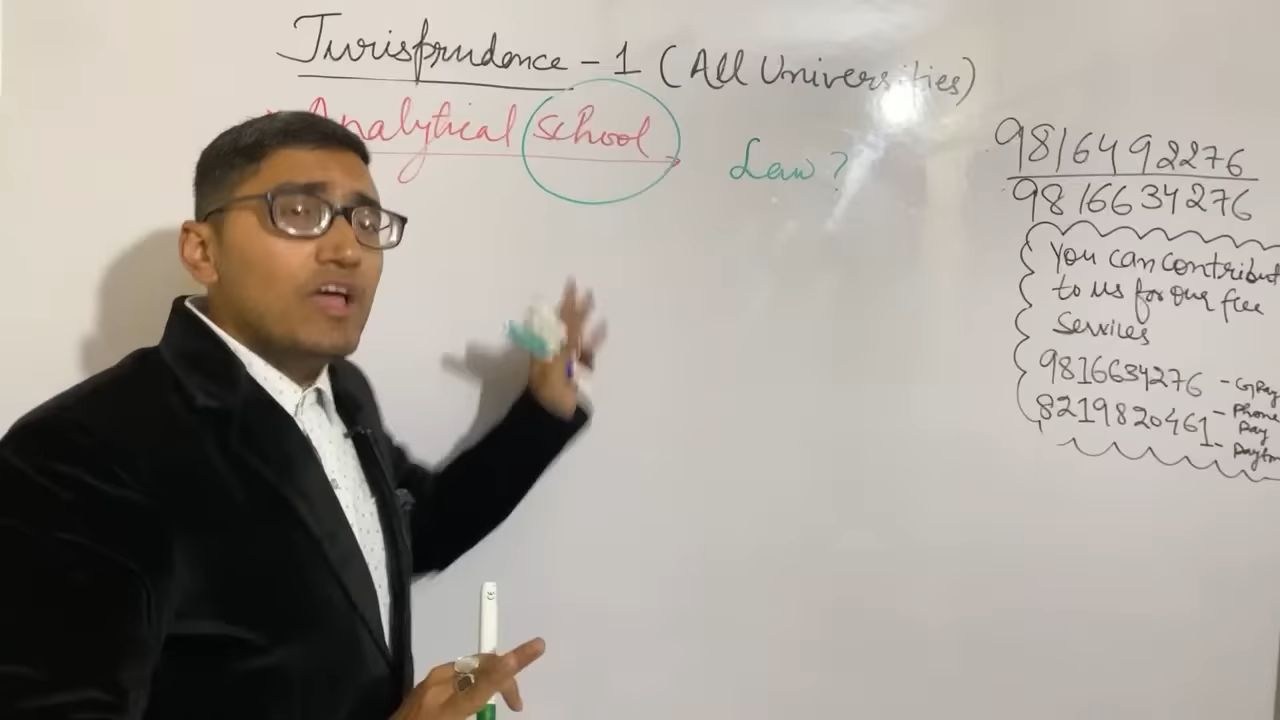 Jurisprudence - 1 (All Universities)
Analytical School
Law ?
9816492276
9816634276
You can contribut
to us for our free
Services
9816634276 - GPay
8219820461 - Phone
Pay
- Paytm